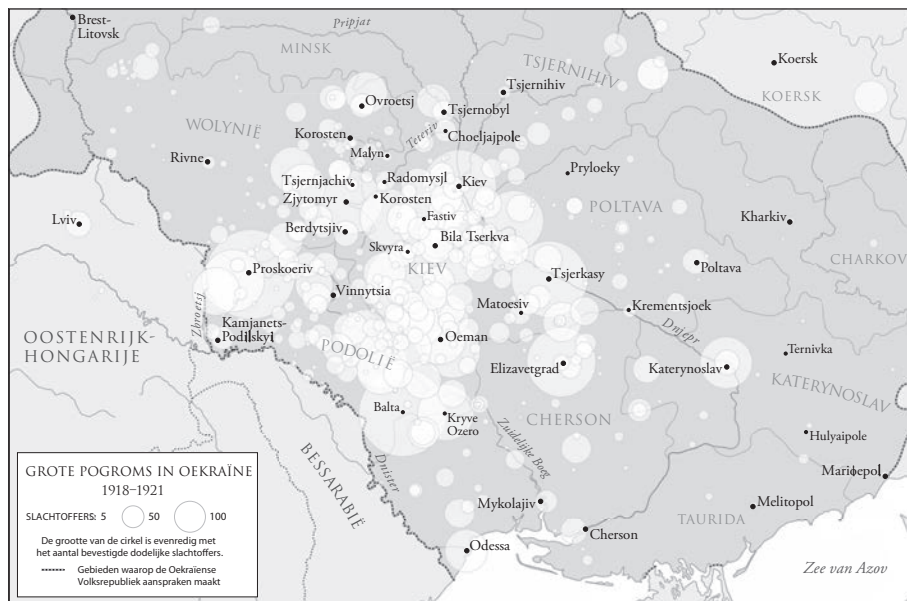 Brest-
Litovsk
Pripjat
MINSK
TSJERNIHIV
Koersk
KOERSK
Tsjernihiv
Ovroetsj
Tsjernobyl
WOLYNIË
Korosten
Teteriv
Choeljajpole
Malyn
Rivne
Pryloeky
Tsjernjachiv
Radomysjl
Kiev
Zjytomyr
Korosten
POLTAVA
Lviv
Fastiv
Kharkiv
Berdytsjiv
Bila Tserkva
Skvyra
CHARKOV
Proskoeriv
KIEV
Poltava
Tsjerkasy
Vinnytsia
Zbroetsj
Matoesiv
Krementsjoek
Kamjanets-
Podilskyi
Dnjepr
OOSTENRIJK-
HONGARIJE
PODOLIË
Oeman
Ternivka
Elizavetgrad
Katerynoslav
KATERYNOSLAV
Balta
Kryve
Ozero
CHERSON
Zuidelijke Boeg
Hulyaipole
BESSARABIË
Dnister
Marioepol
Mykolajiv
Melitopol
TAURIDA
Cherson
Odessa
Zee van Azov
GROTE POGROMS IN OEKRAÏNE
1918–1921
SLACHTOFFERS: 5 50 100
De grootte van de cirkel is evenredig met
het aantal bevestigde dodelijke slachtoffers.
Gebieden waarop de Oekraïense
Volksrepubliek aanspraken maakt